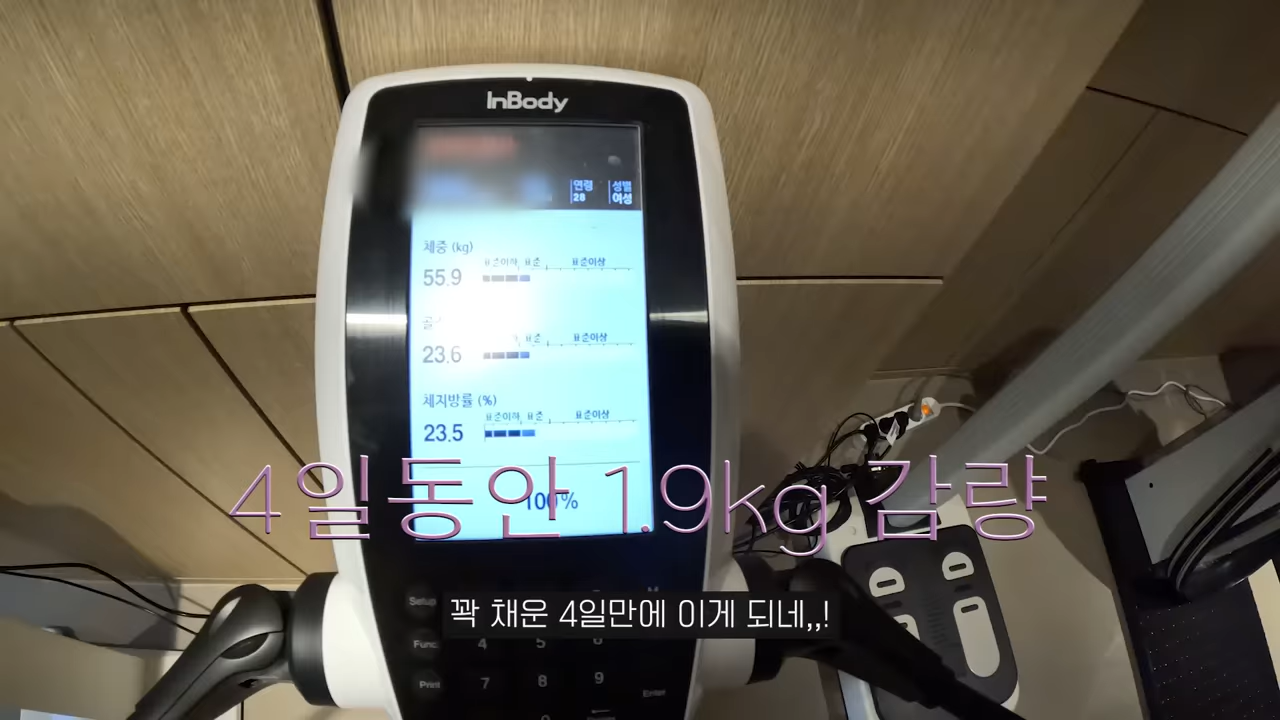 InBody
연령 성별
28 여성
체중 (kg)
표준이하 표준 표준이상
55.9
표준 표준이상
23.6
체지방률 (%)
표준이하 표준 표준이상
23.5
100%
4일동안 1.9kg 감량
Setup
꽉 채운 4일만에 이게 되네,,!
Func. 4 5 6
Print 7 8 9
Enter